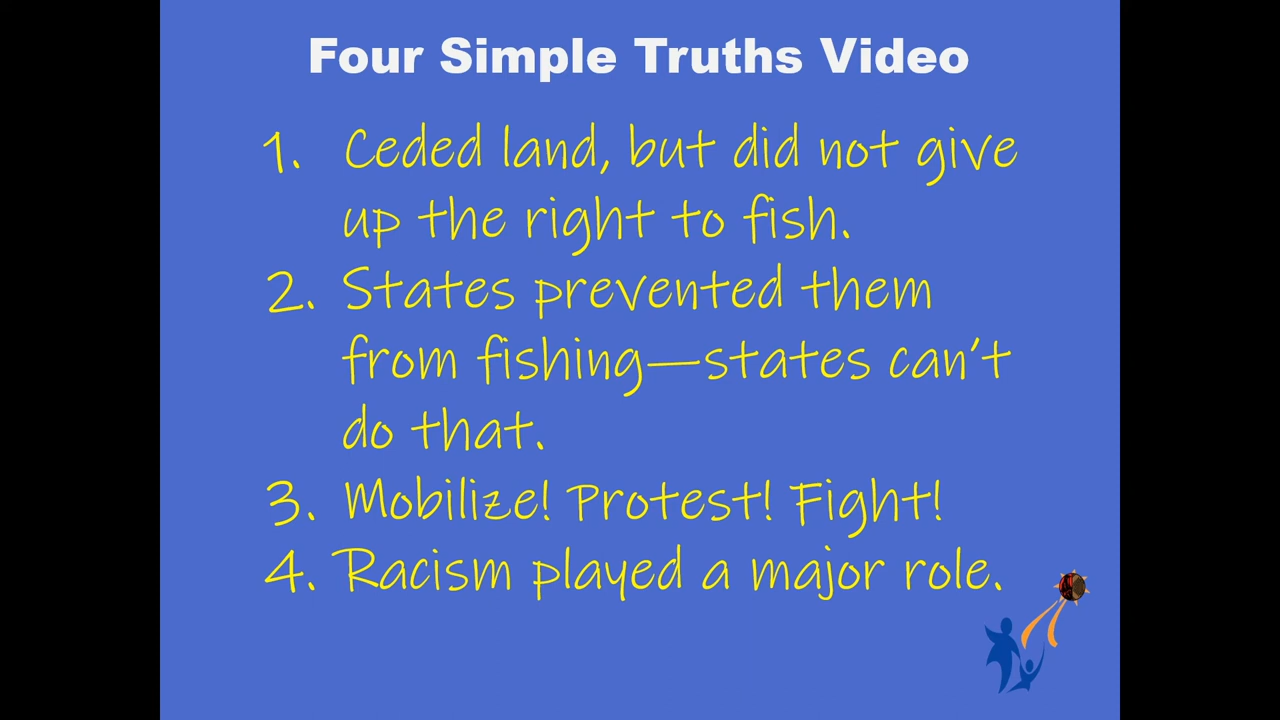 Four Simple Truths Video
1. Ceded land, but did not give
up the right to fish.
2. States prevented them
from fishing—states can't
do that.
3. Mobilize! Protest! Fight!
4. Racism played a major role.